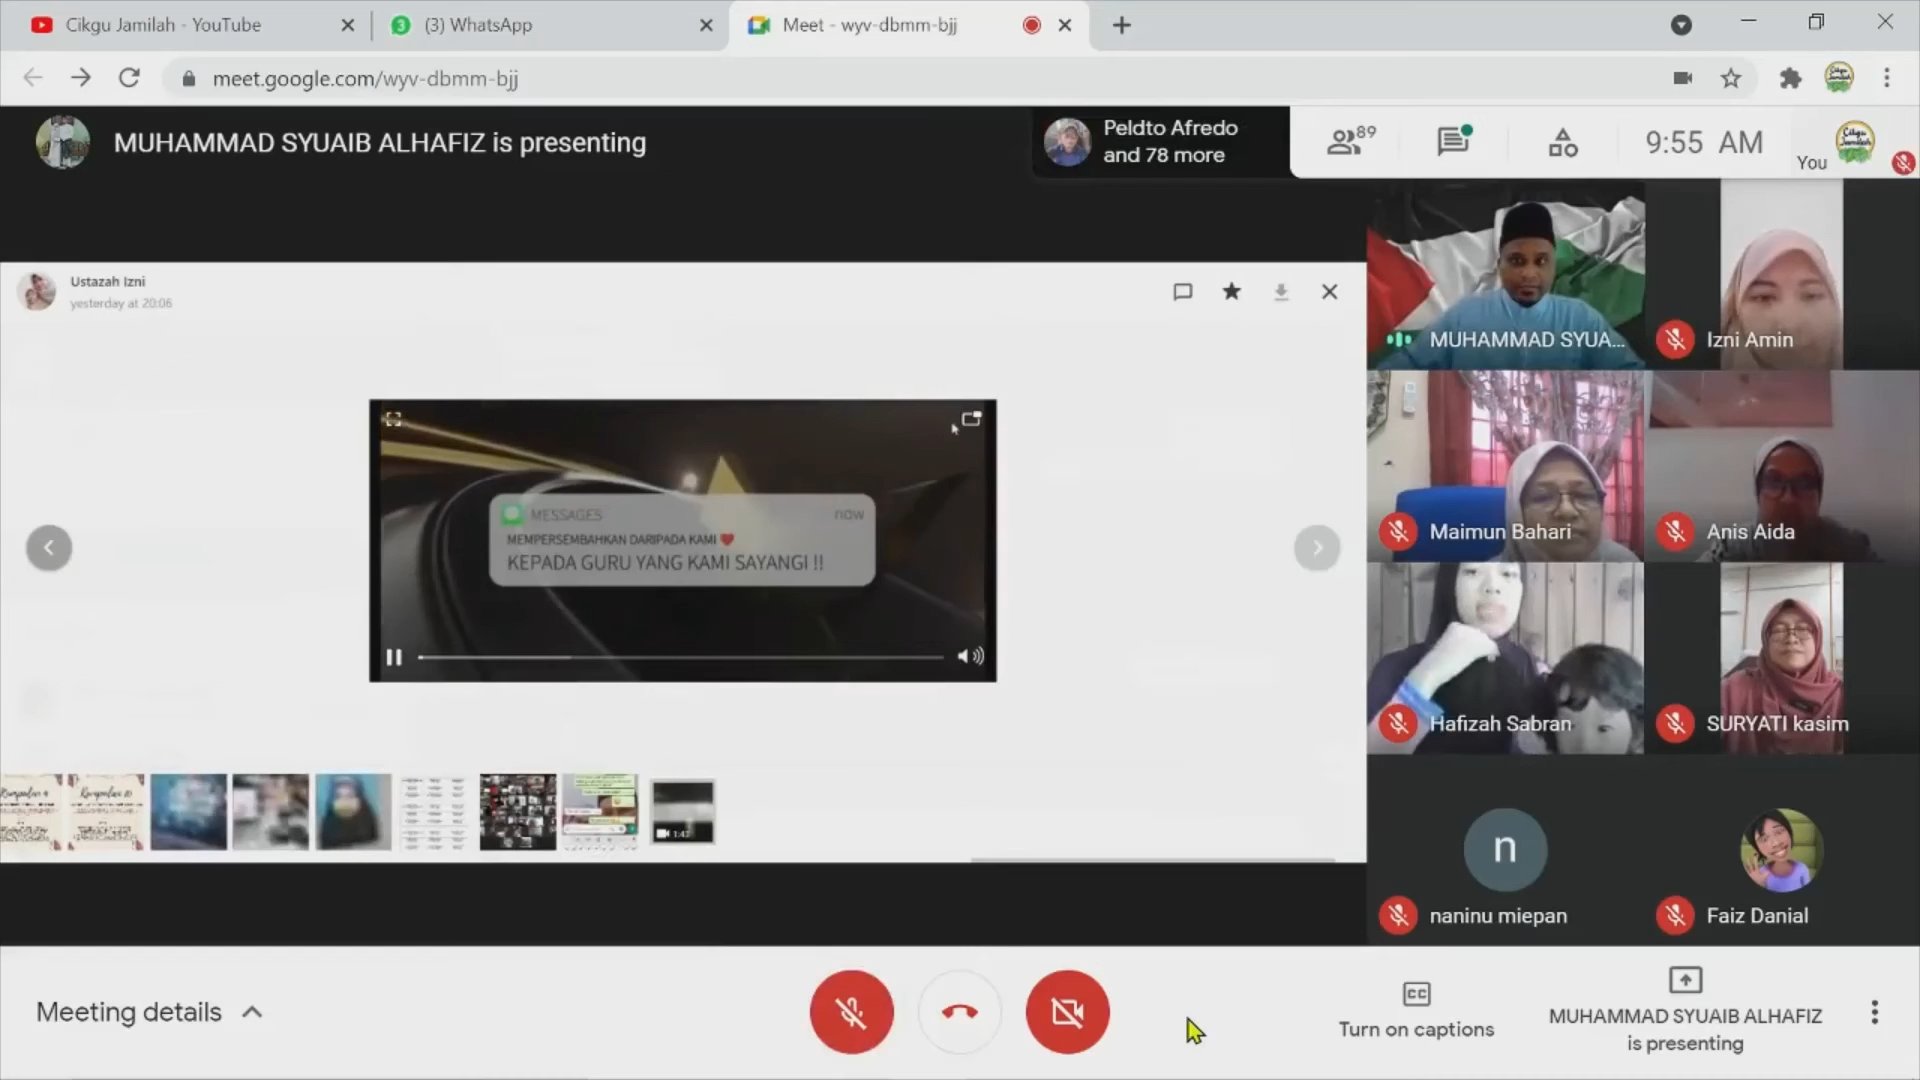 Cikgu Jamilah - YouTube
(3) WhatsApp
Meet - wyv-dbmm-bjj
meet.google.com/wyv-dbmm-bjj
MUHAMMAD SYUAIB ALHAFIZ is presenting
Peldto Afredo
and 78 more
89
9:55 AM
You
Ustazah Izni
yesterday at 20:06
MESSAGES
now
MEMPERSEMBAHKAN DARIPADA KAMI ❤
KEPADA GURU YANG KAMI SAYANGI !!
1:47
MUHAMMAD SYUA...
Izni Amin
Maimun Bahari
Anis Aida
Hafizah Sabran
SURYATI kasim
n
naninu miepan
Faiz Danial
Meeting details
Turn on captions
MUHAMMAD SYUAIB ALHAFIZ
is presenting